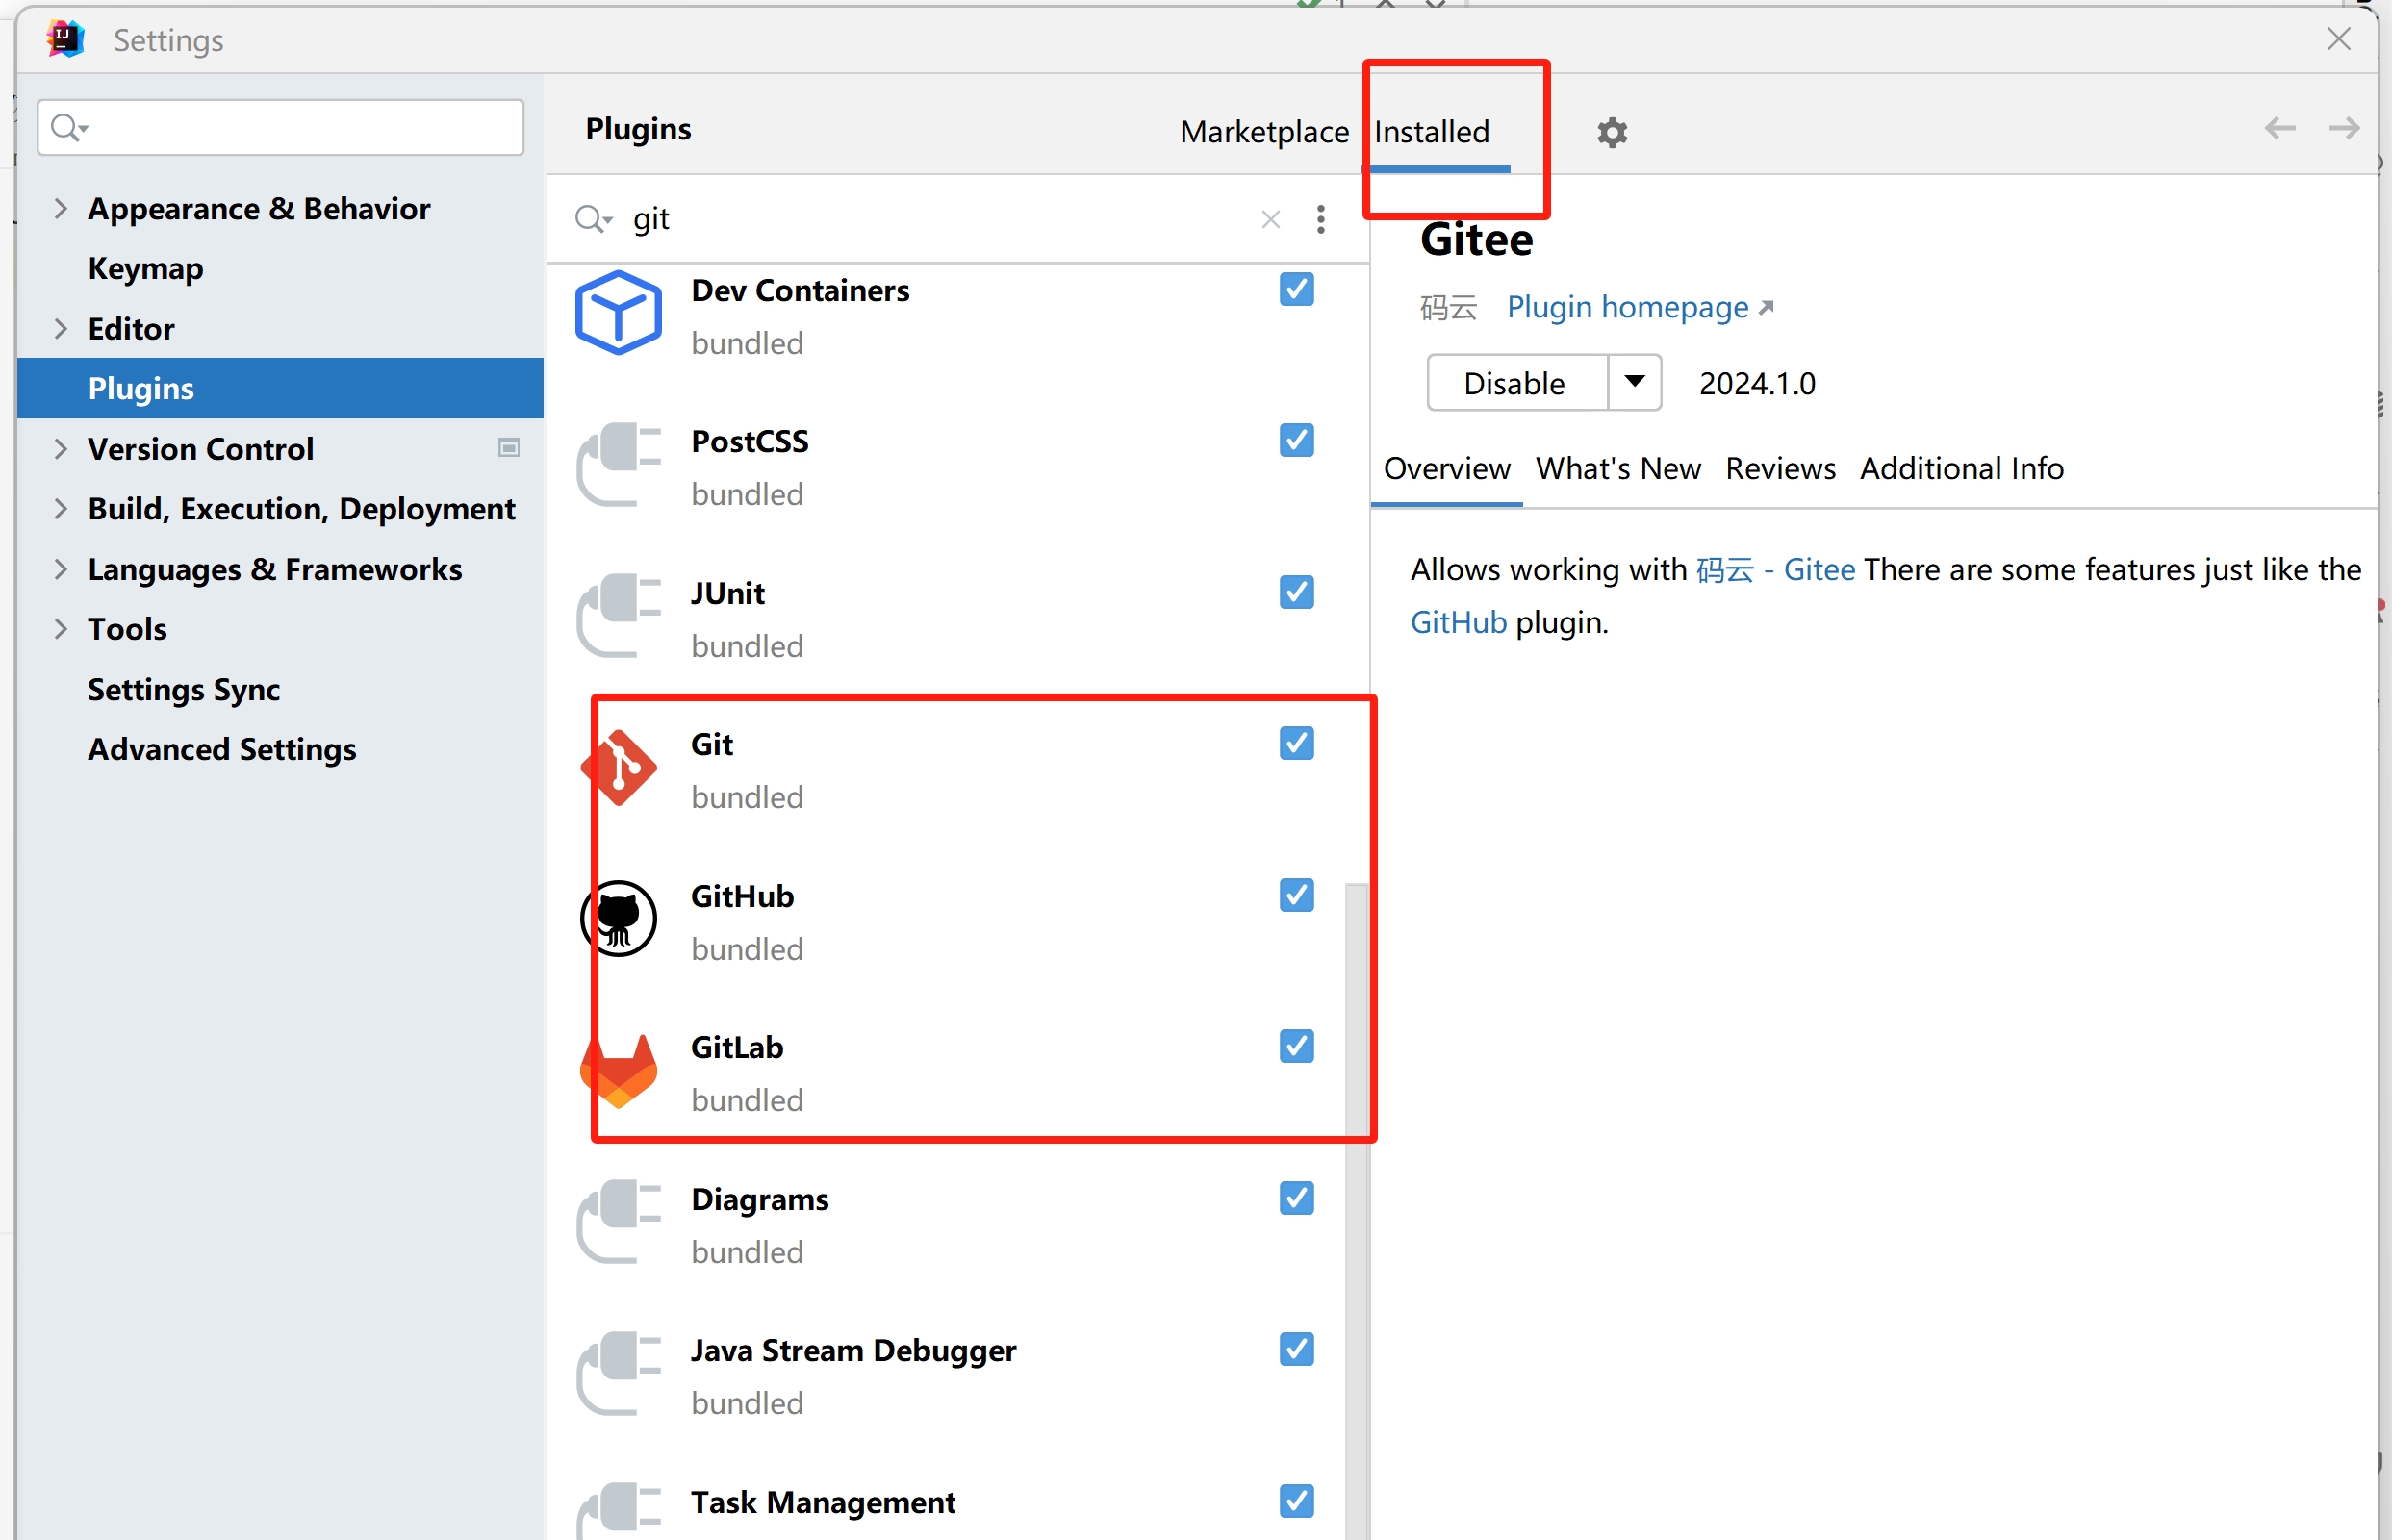 Settings
Appearance & Behavior
Keymap
Editor
Plugins
Version Control
Build, Execution, Deployment
Languages & Frameworks
Tools
Settings Sync
Advanced Settings
Plugins
Marketplace
Installed
git
Dev Containers
bundled
PostCSS
bundled
JUnit
bundled
Git
bundled
GitHub
bundled
GitLab
bundled
Diagrams
bundled
Java Stream Debugger
bundled
Task Management
Gitee
码云 Plugin homepage
Disable 2024.1.0
Overview What's New Reviews Additional Info
Allows working with 码云 - Gitee There are some features just like the
GitHub plugin.